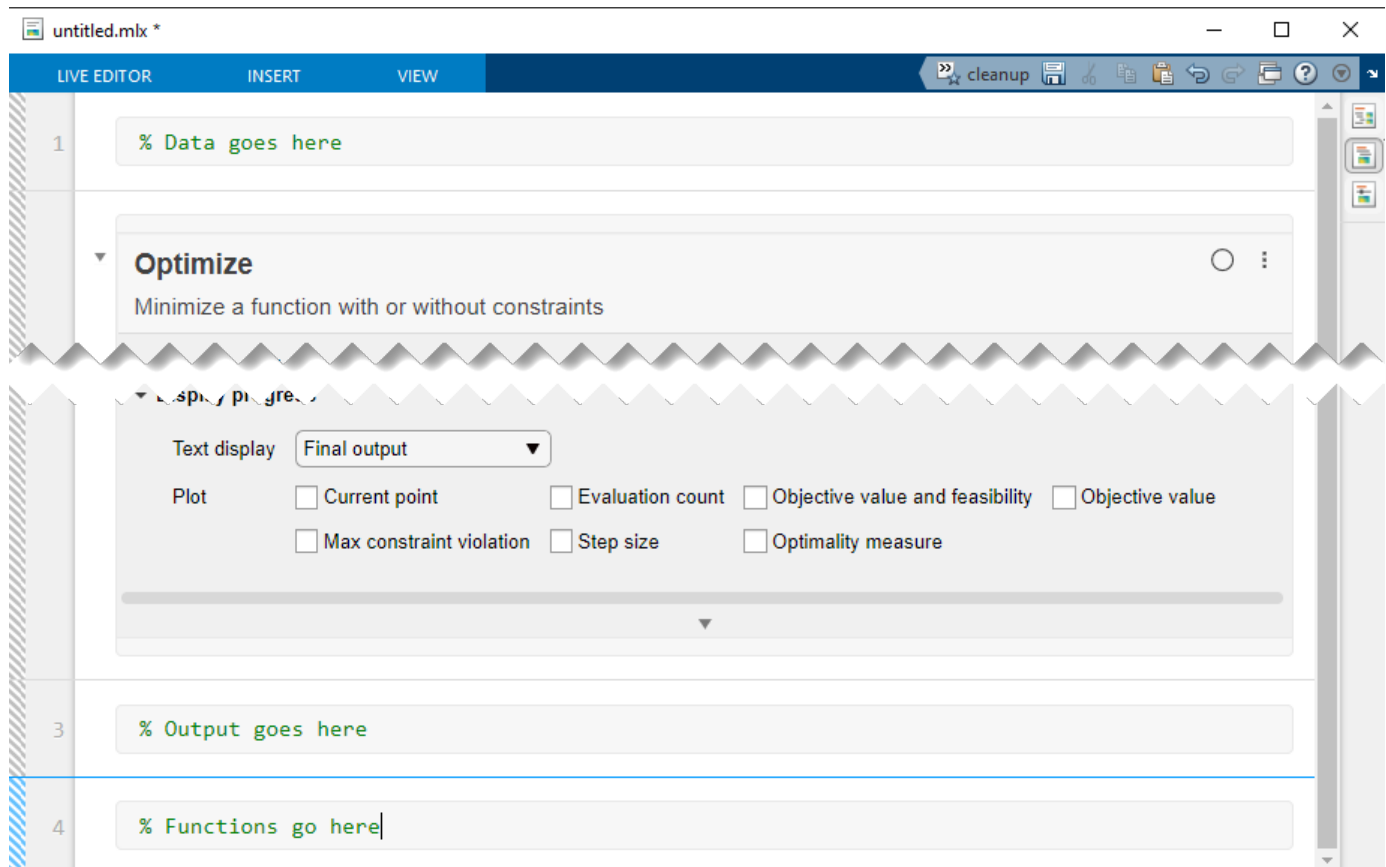 untitled.mlx *
LIVE EDITOR INSERT VIEW cleanup
1 % Data goes here
Optimize
Minimize a function with or without constraints
Text display Final output
Plot Current point Evaluation count Objective value and feasibility Objective value
Max constraint violation Step size Optimality measure
3 % Output goes here
4 % Functions go here